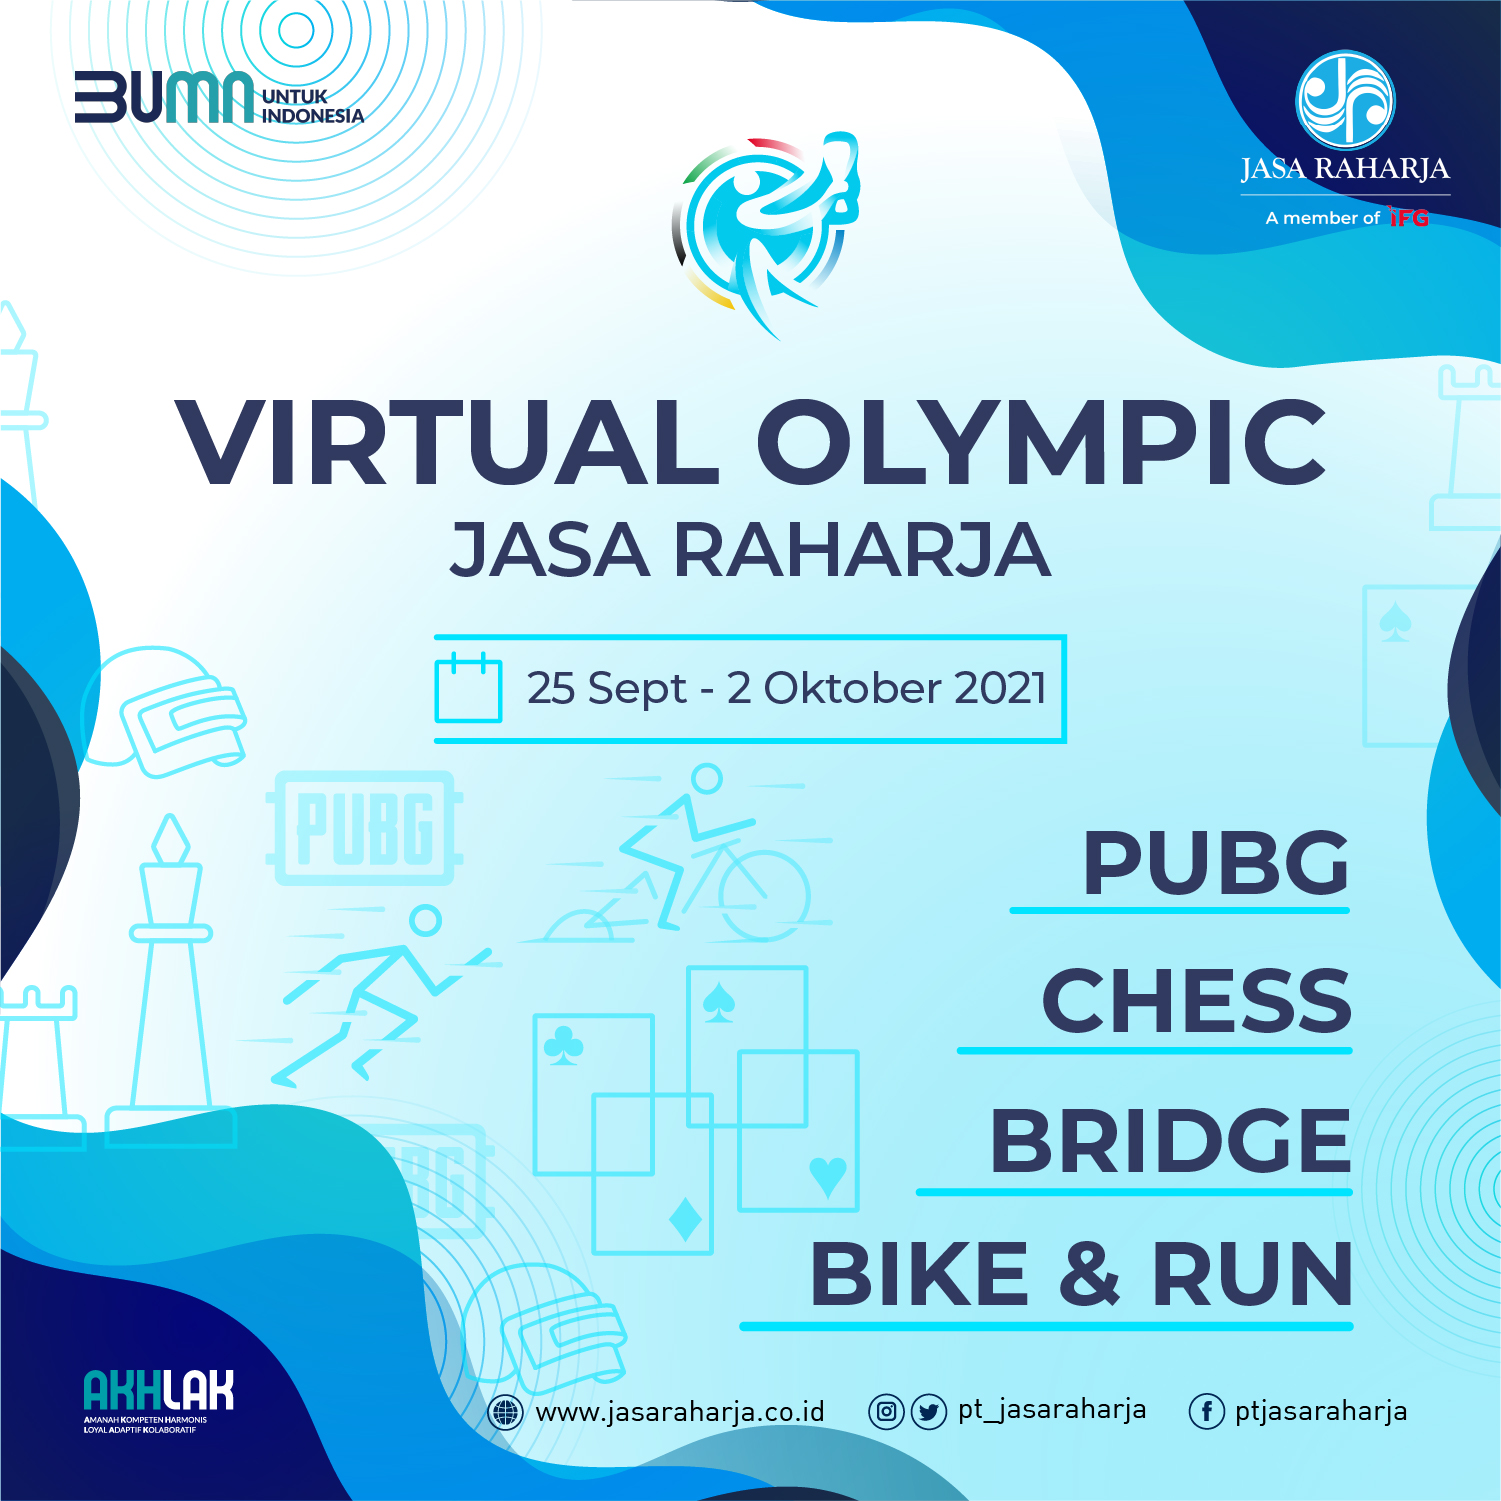 BUMN UNTUK
INDONESIA
JASA RAHARJA
A member of IFG
VIRTUAL OLYMPIC
JASA RAHARJA
25 Sept - 2 Oktober 2021
PUBG
PUBG
CHESS
BRIDGE
BIKE & RUN
BG
AKHLAK
AMANAH KOMPETEN HARMONIS
LOYAL ADAPTIF KOLABORATIF
www.jasaraharja.co.id
pt_jasaraharja
ptjasaraharja